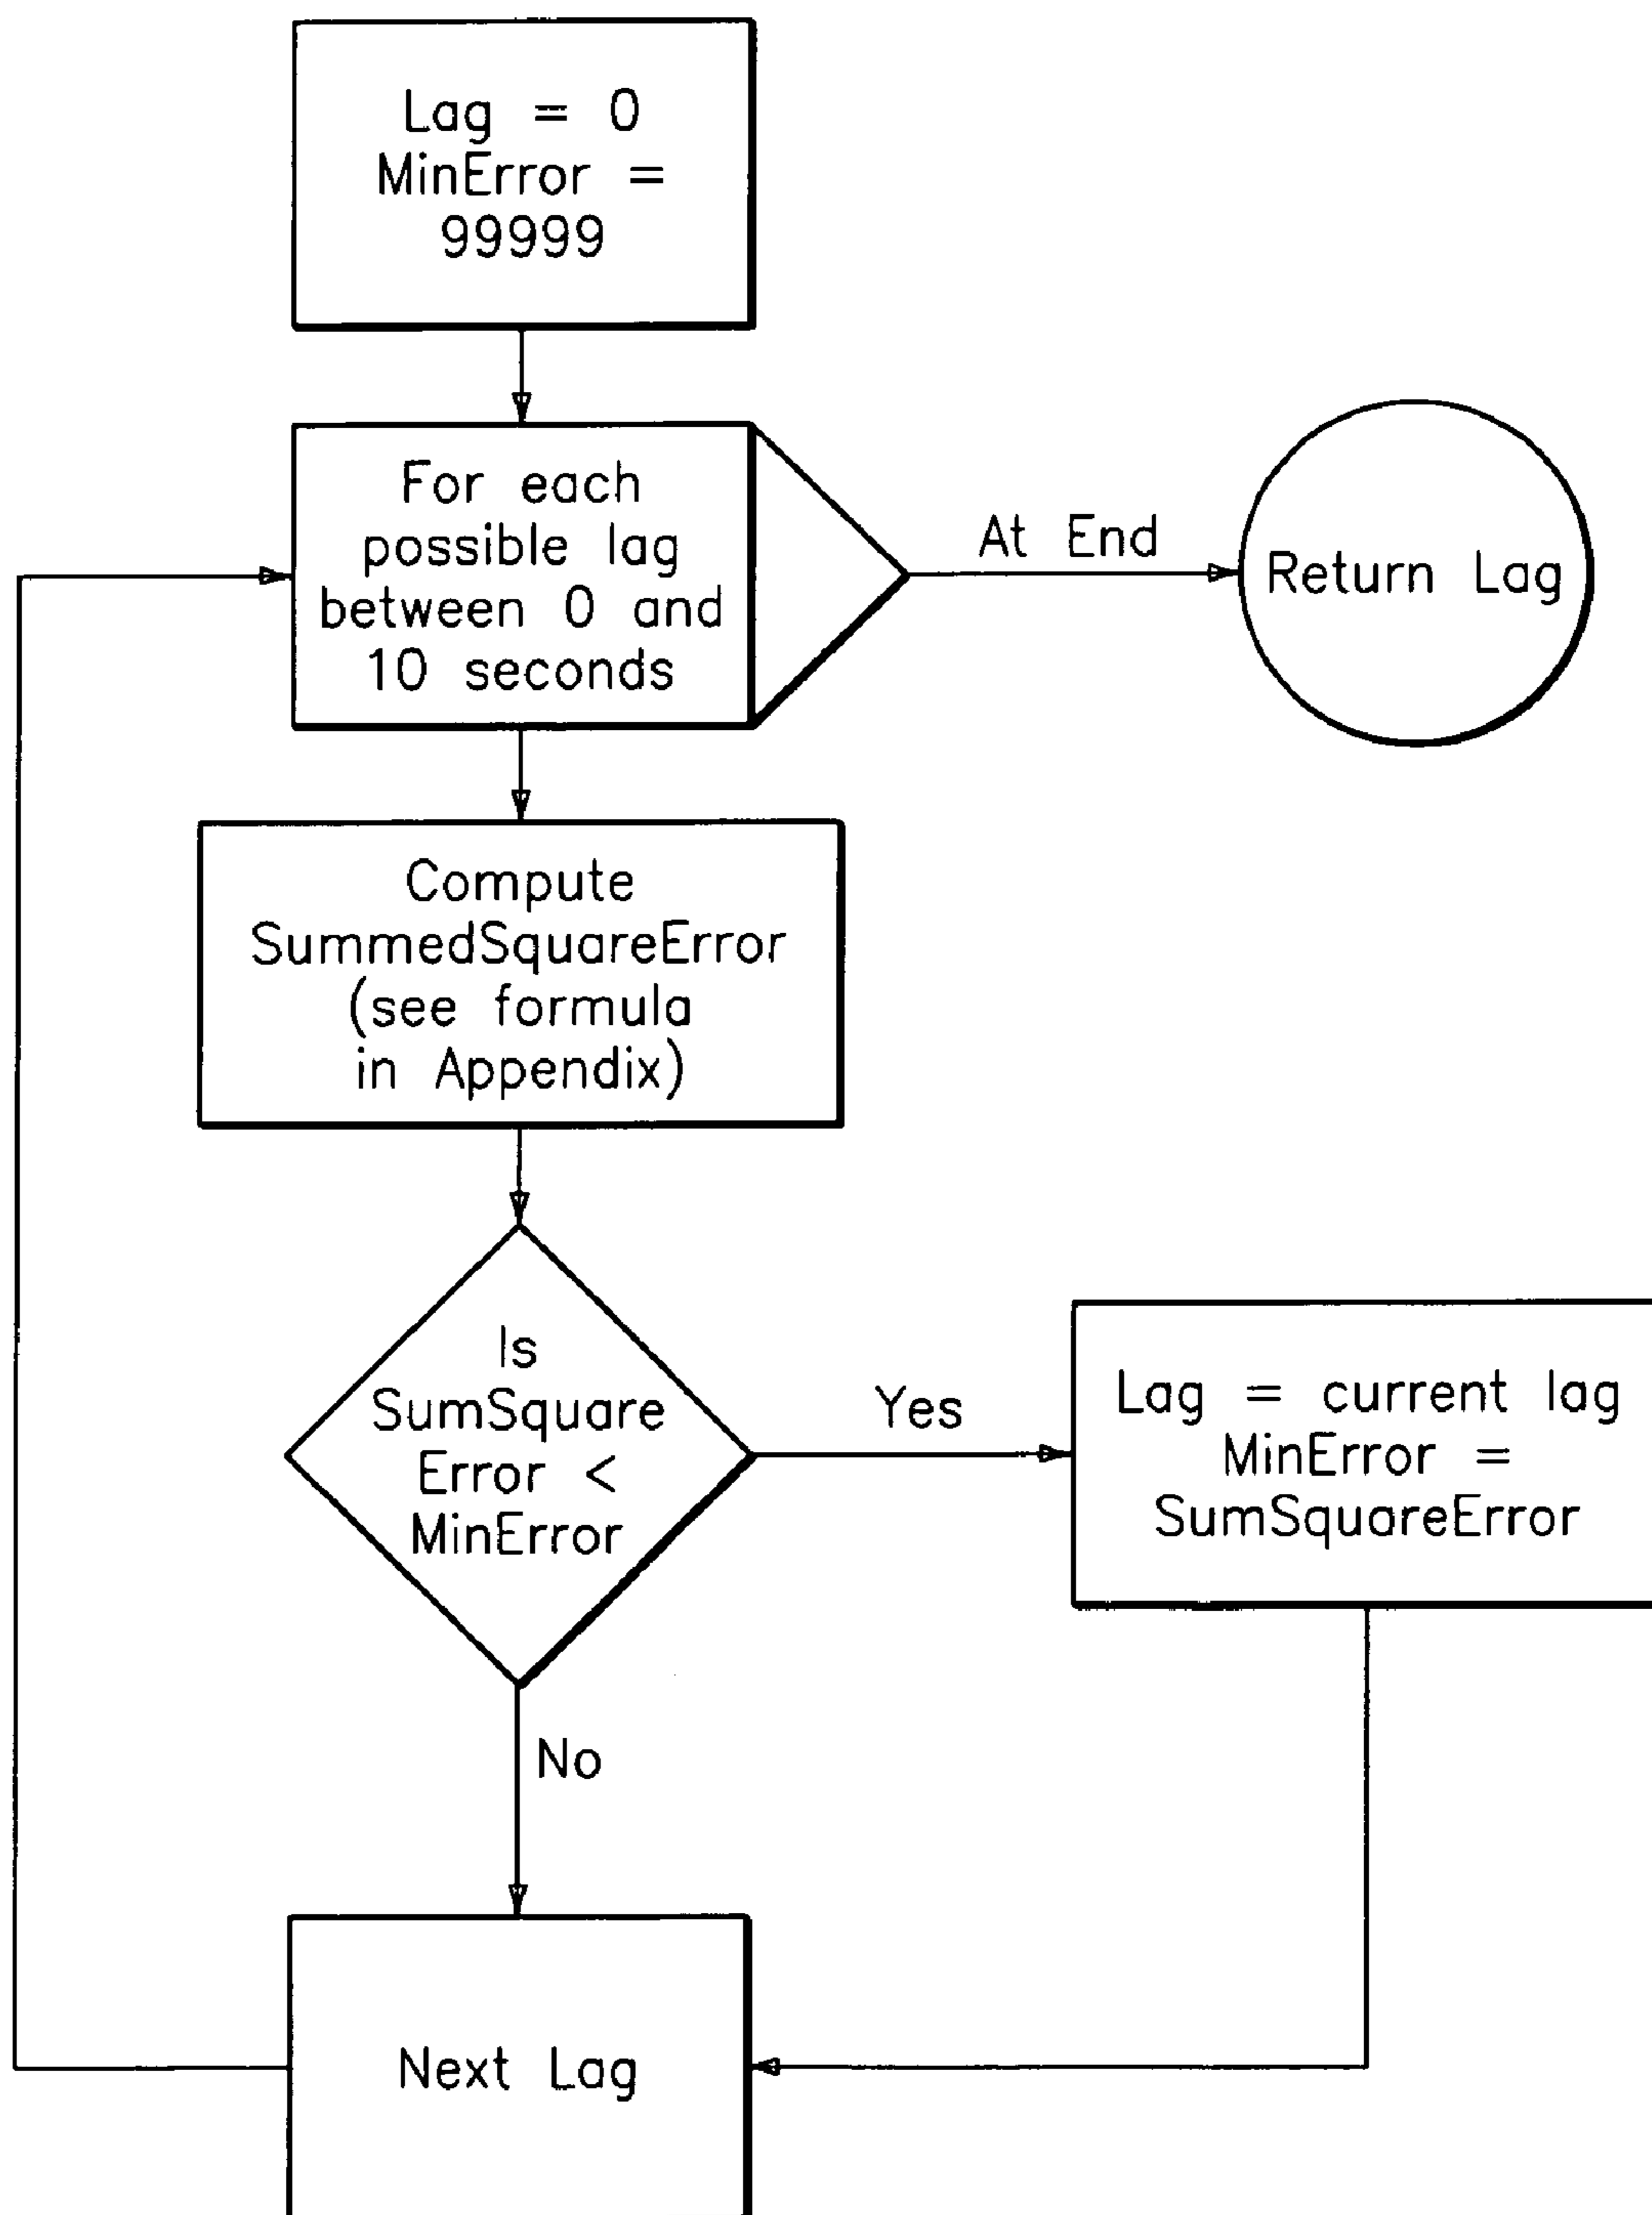 Lag = 0
MinError =
99999
For each
possible lag
between 0 and
10 seconds
At End
Return Lag
Compute
SummedSquareError
(see formula
in Appendix)
Is
SumSquare
Error <
MinError
Yes
Lag = current lag
MinError =
SumSquareError
No
Next Lag